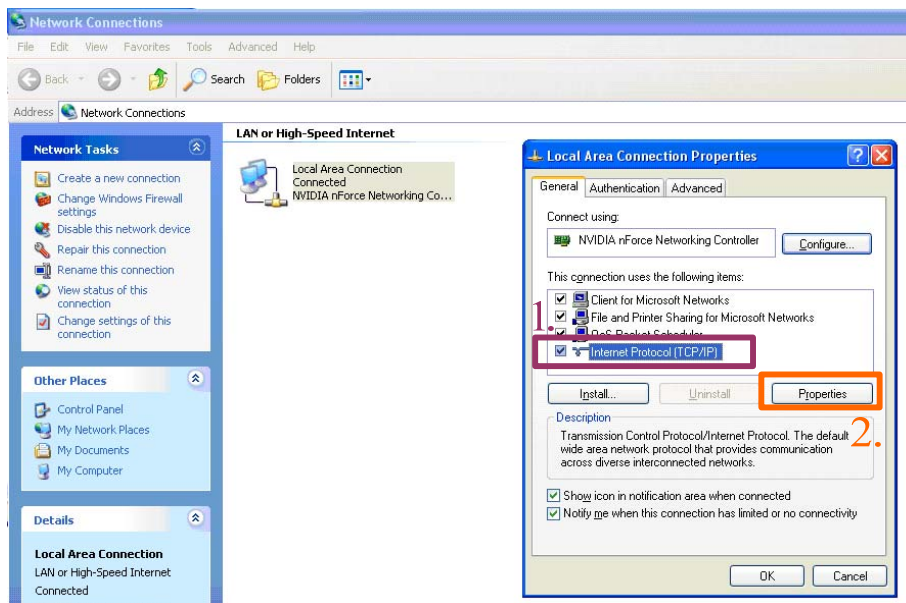 Network Connections
File Edit View Favorites Tools Advanced Help
Back Search Folders
Address Network Connections
Network Tasks
Create a new connection
Change Windows Firewall
settings
Disable this network device
Repair this connection
Rename this connection
View status of this
connection
Change settings of this
connection
Other Places
Control Panel
My Network Places
My Documents
My Computer
Details
Local Area Connection
LAN or High-Speed Internet
Connected
LAN or High-Speed Internet
Local Area Connection
Connected
NVIDIA nForce Networking Co...
Local Area Connection Properties
General Authentication Advanced
Connect using:
NVIDIA nForce Networking Controller Configure...
This connection uses the following items:
Client for Microsoft Networks
1. File and Printer Sharing for Microsoft Networks
QoS Packet Scheduler
Internet Protocol (TCP/IP)
Install... Uninstall Properties
2.
Description
Transmission Control Protocol/Internet Protocol. The default
wide area network protocol that provides communication
across diverse interconnected networks.
Show icon in notification area when connected
Notify me when this connection has limited or no connectivity
OK Cancel